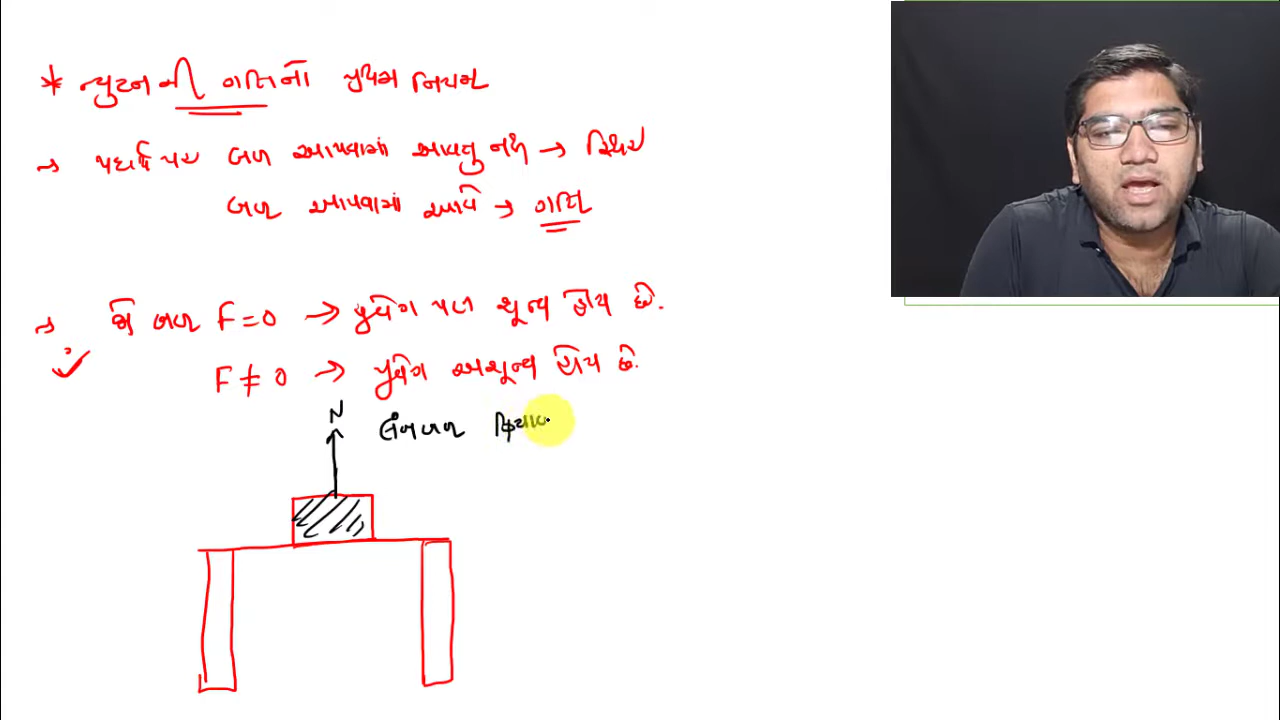 * ન્યુટનની ગતિનો પ્રથમ નિયમ
→ પદાર્થ પર બળ આપવામાં આવતુ નથી → સ્થિર
બળ આપવામાં આવે → ગતિ
→ જો બળ F=0 → પ્રવેગ પણ શૂન્ય હોય છે.
F≠0 → પ્રવેગ અશૂન્ય હોય છે.
N લંબબળ